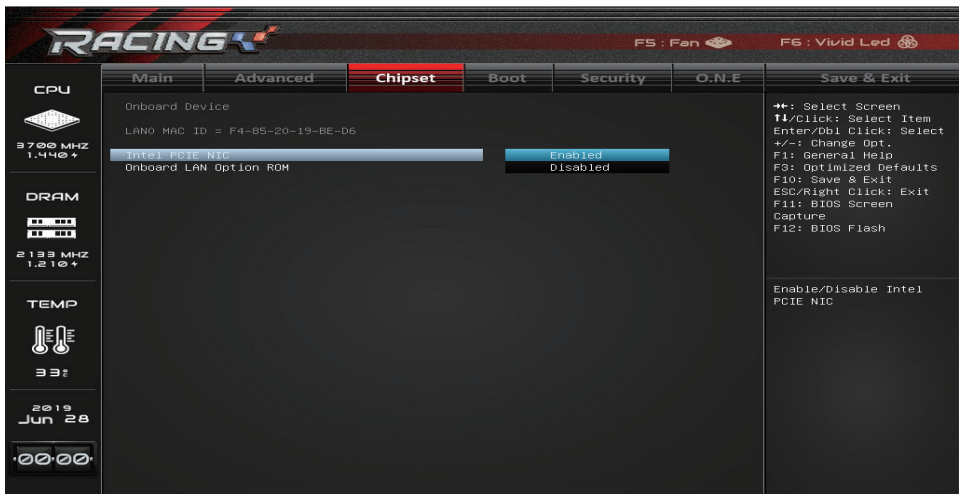 RACING
F5 : Fan
F6 : Vivid Led
Main Advanced Chipset Boot Security O.N.E Save & Exit
CPU
3700 MHZ
1.440
DRAM
2133 MHZ
1.210
TEMP
33
2019
Jun 28
00:00
Onboard Device
LAN0 MAC ID = F4-85-20-19-BE-D6
Intel PCIE NIC Enabled
Onboard LAN Option ROM Disabled
→←: Select Screen
↑↓/Click: Select Item
Enter/Dbl Click: Select
+/-: Change Opt.
F1: General Help
F3: Optimized Defaults
F10: Save & Exit
ESC/Right Click: Exit
F11: BIOS Screen
Capture
F12: BIOS Flash
Enable/Disable Intel
PCIE NIC